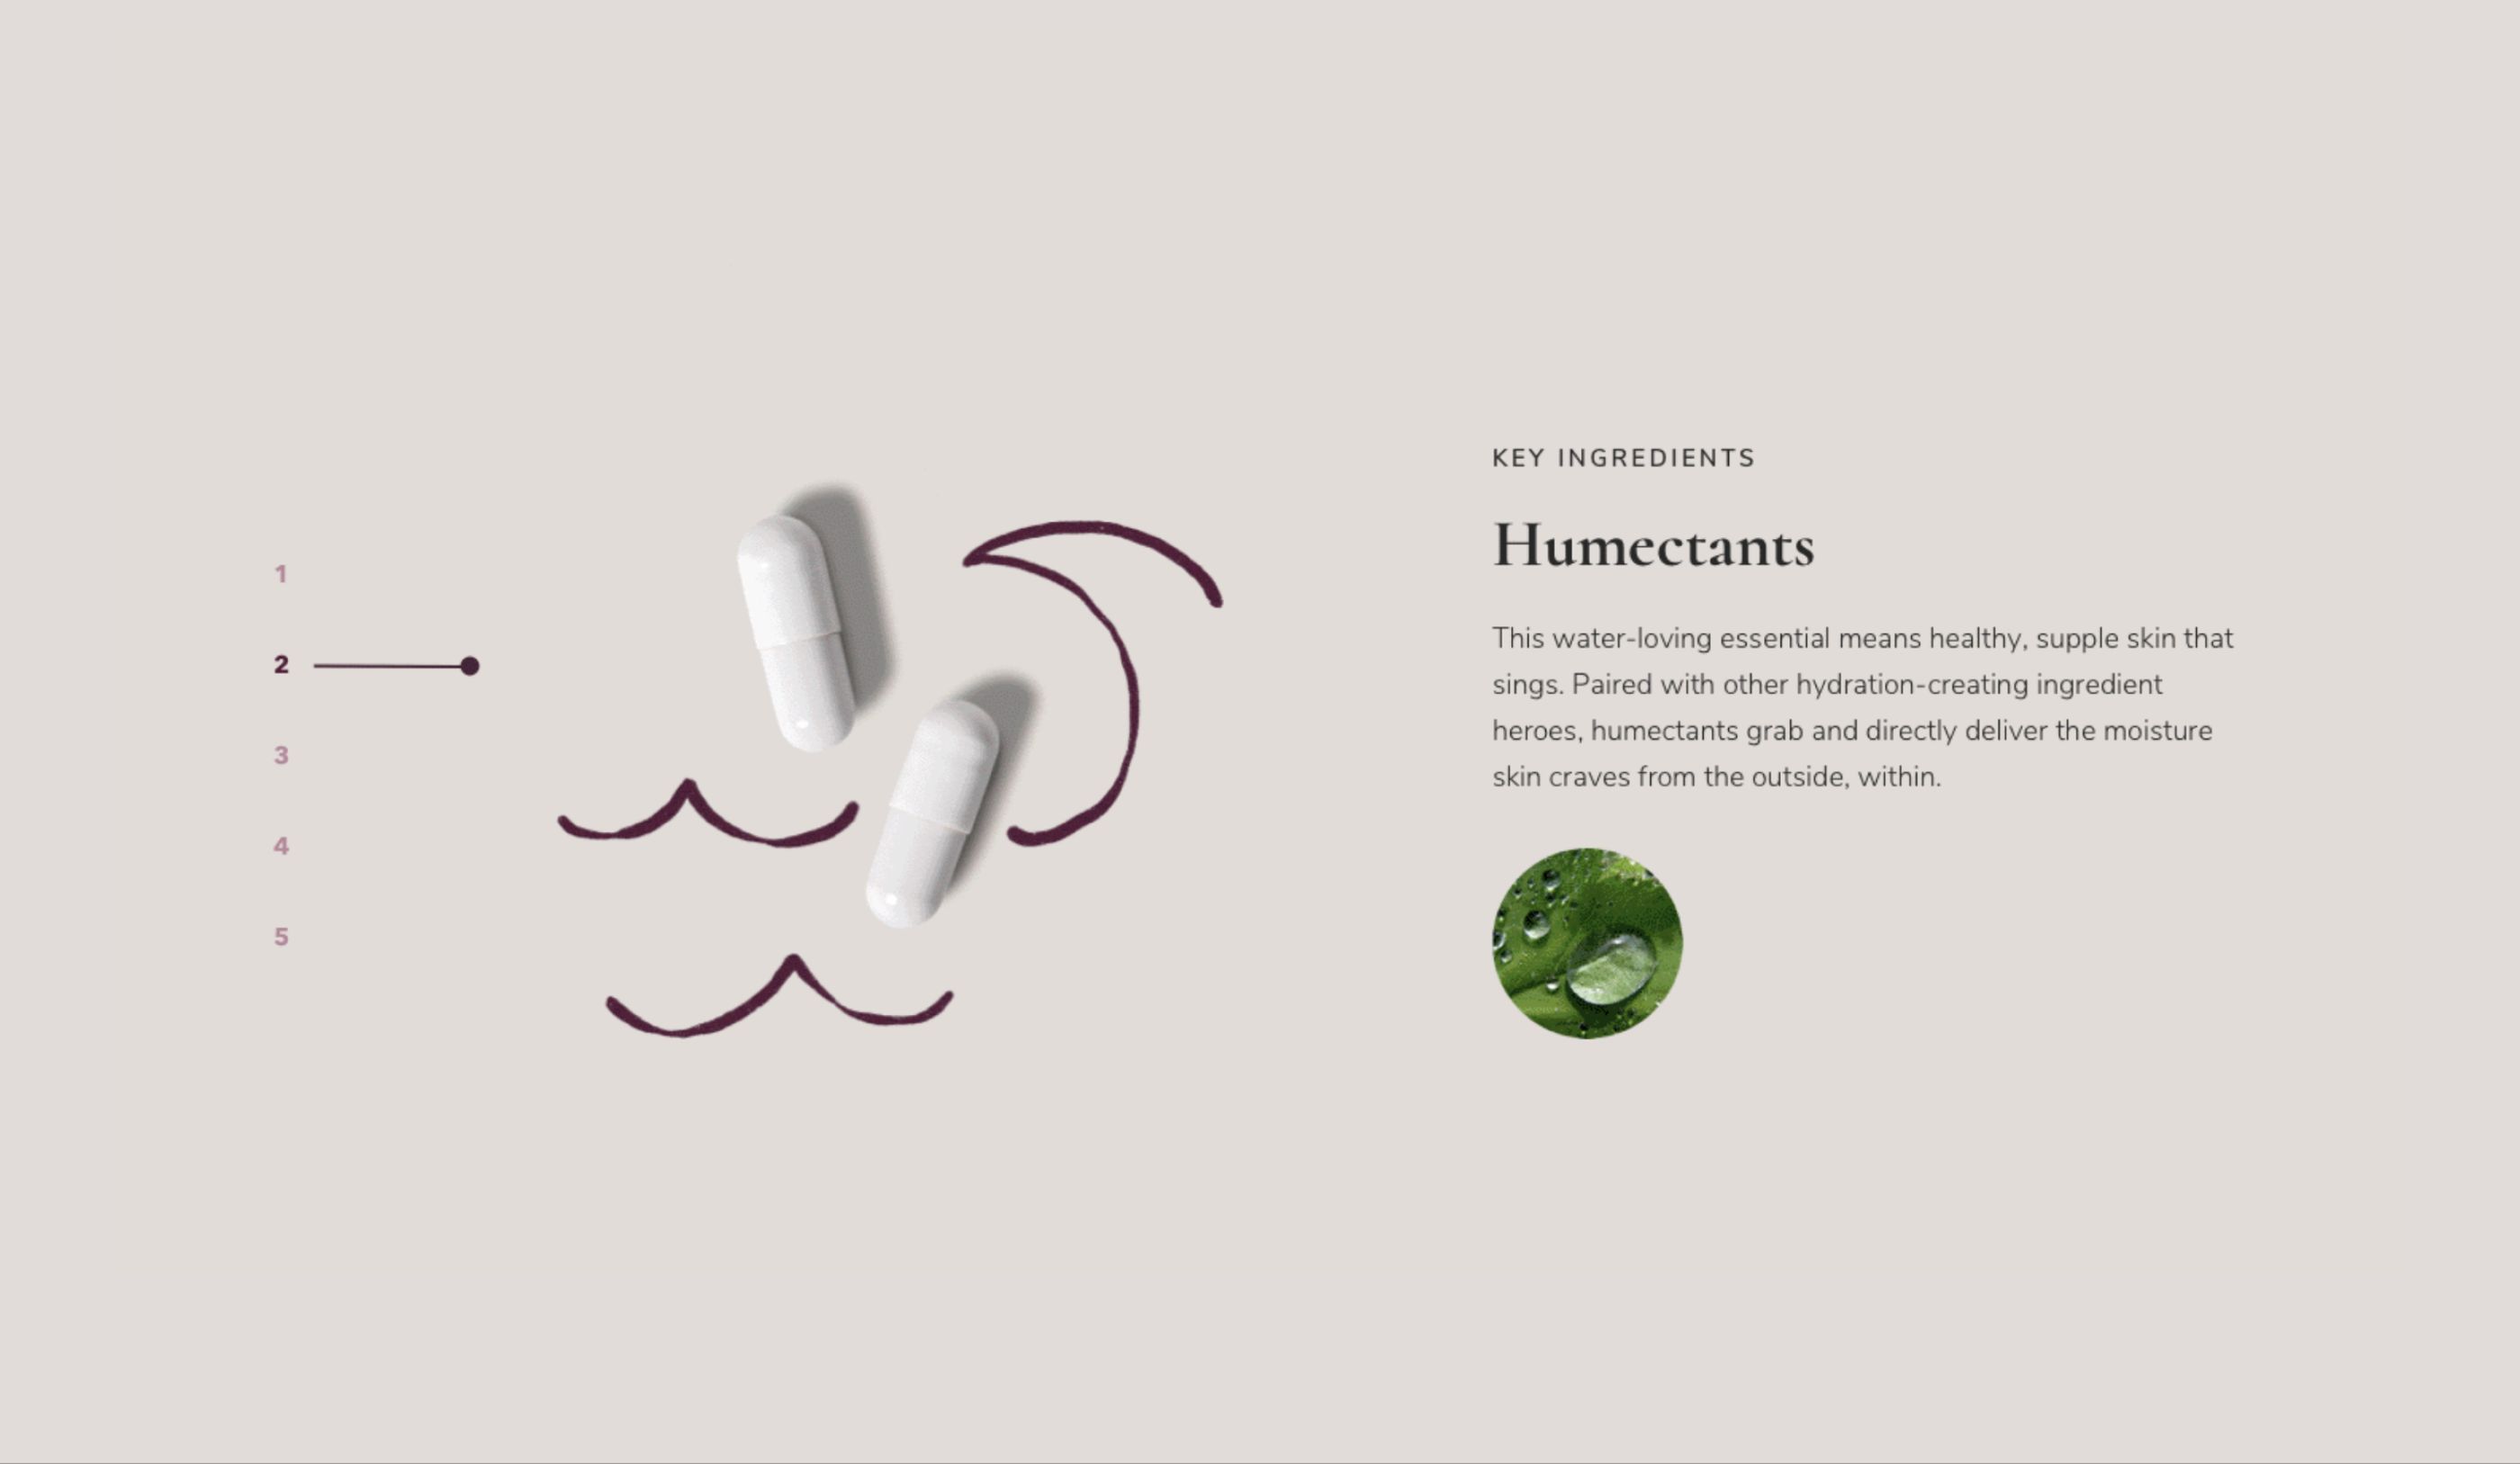 1
2
3
4
5
KEY INGREDIENTS
Humectants
This water-loving essential means healthy, supple skin that
sings. Paired with other hydration-creating ingredient
heroes, humectants grab and directly deliver the moisture
skin craves from the outside, within.